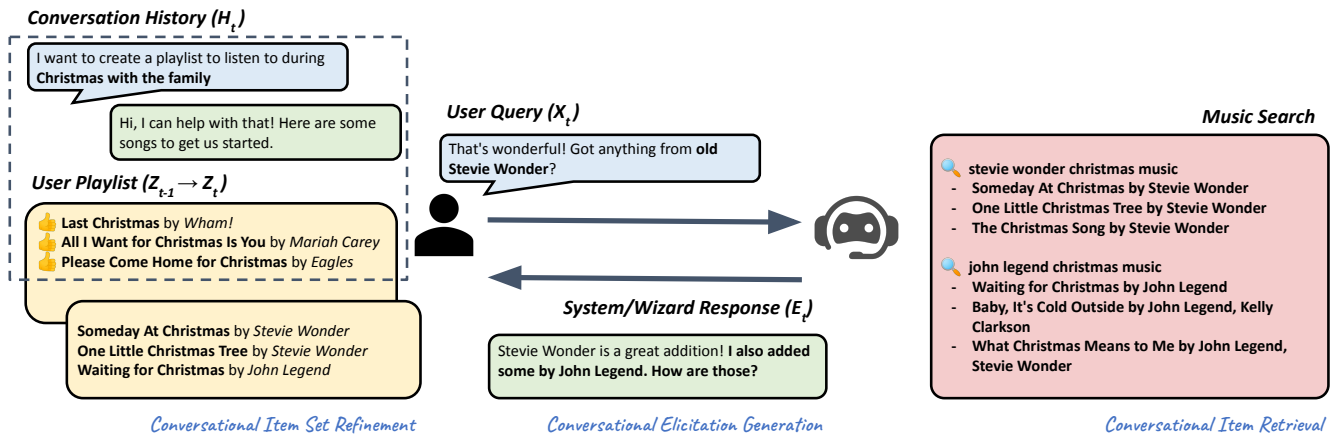 Conversation History (Ht)
I want to create a playlist to listen to during
Christmas with the family
Hi, I can help with that! Here are some
songs to get us started.
User Playlist (Zt-1 → Zt)
Last Christmas by Wham!
All I Want for Christmas Is You by Mariah Carey
Please Come Home for Christmas by Eagles
Someday At Christmas by Stevie Wonder
One Little Christmas Tree by Stevie Wonder
Waiting for Christmas by John Legend
Conversational Item Set Refinement
User Query (Xt)
That's wonderful! Got anything from old
Stevie Wonder?
System/Wizard Response (Et)
Stevie Wonder is a great addition! I also added
some by John Legend. How are those?
Conversational Elicitation Generation
Music Search
stevie wonder christmas music
- Someday At Christmas by Stevie Wonder
- One Little Christmas Tree by Stevie Wonder
- The Christmas Song by Stevie Wonder
john legend christmas music
- Waiting for Christmas by John Legend
- Baby, It's Cold Outside by John Legend, Kelly
Clarkson
- What Christmas Means to Me by John Legend,
Stevie Wonder
Conversational Item Retrieval